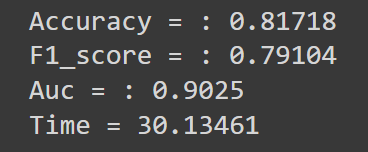 Accuracy = : 0.81718
F1_score = : 0.79104
Auc = : 0.9025
Time = 30.13461